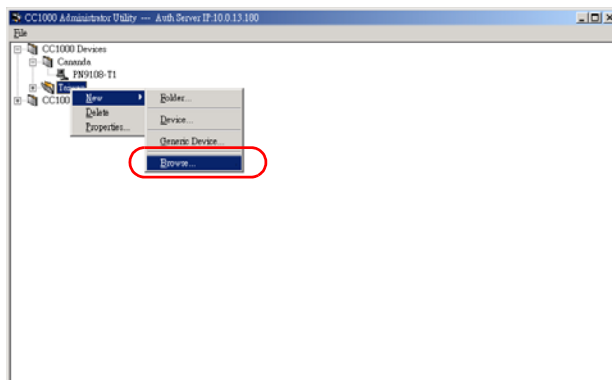 CC1000 Administrator Utility --- Auth Server IP:10.0.13.100
File
CC1000 Devices
Cananda
PN9108-T1
CC100
New
Delete
Properties...
Folder...
Device...
Generic Device...
Browse...